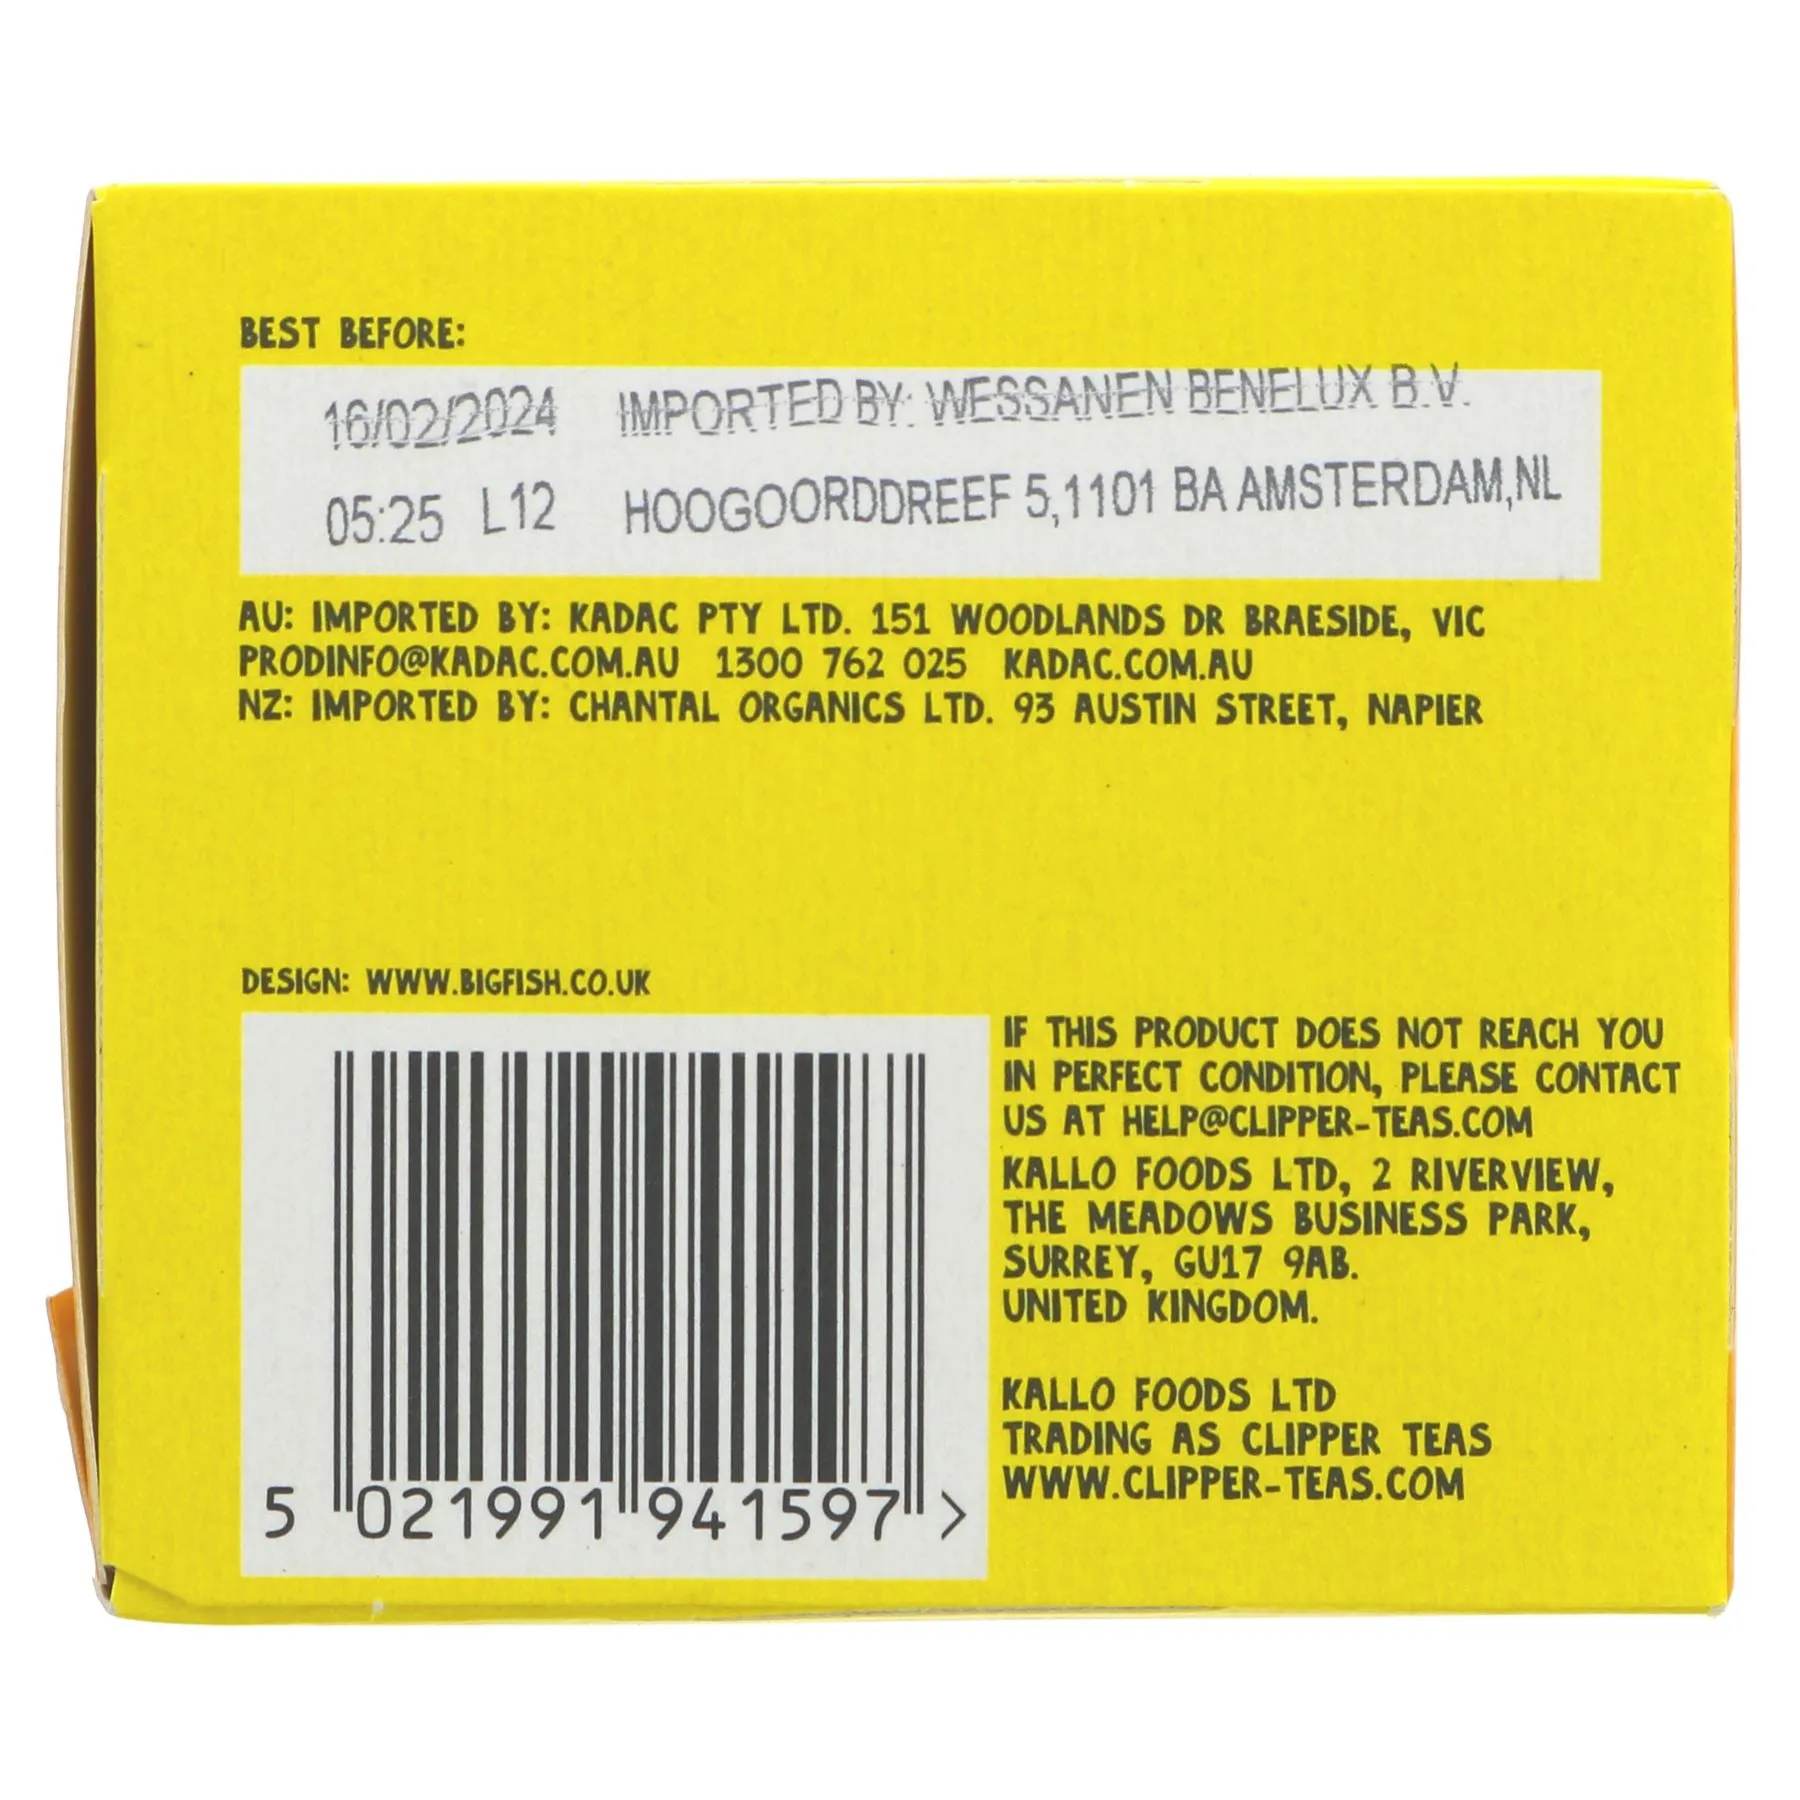 BEST BEFORE:
16/02/2024 IMPORTED BY: WESSANEN BENELUX B.V.
05:25 L12 HOOGOORDDREEF 5,1101 BA AMSTERDAM,NL
AU: IMPORTED BY: KADAC PTY LTD. 151 WOODLANDS DR BRAESIDE, VIC
PRODINFO@KADAC.COM.AU 1300 762 025 KADAC.COM.AU
NZ: IMPORTED BY: CHANTAL ORGANICS LTD. 93 AUSTIN STREET, NAPIER
DESIGN: WWW.BIGFISH.CO.UK
5 021991 941597 >
IF THIS PRODUCT DOES NOT REACH YOU
IN PERFECT CONDITION, PLEASE CONTACT
US AT HELP@CLIPPER-TEAS.COM
KALLO FOODS LTD, 2 RIVERVIEW,
THE MEADOWS BUSINESS PARK,
SURREY, GU17 9AB.
UNITED KINGDOM.
KALLO FOODS LTD
TRADING AS CLIPPER TEAS
WWW.CLIPPER-TEAS.COM